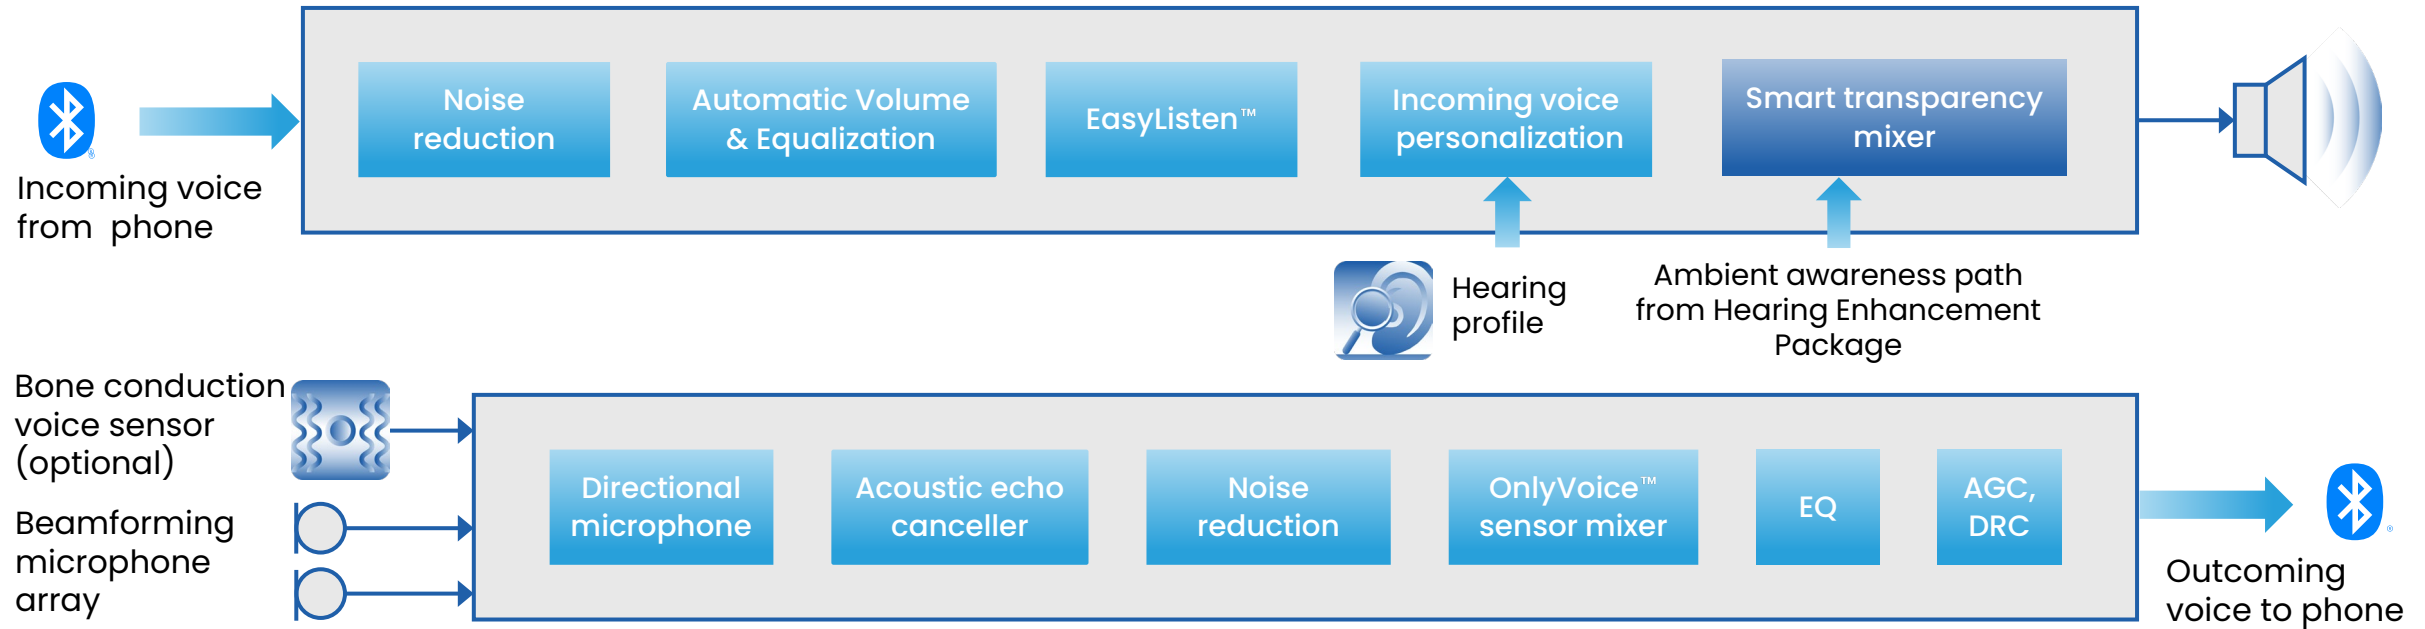 Incoming voice
from phone
Noise
reduction
Automatic Volume
& Equalization
EasyListen™
Incoming voice
personalization
Smart transparency
mixer
Hearing
profile
Ambient awareness path
from Hearing Enhancement
Package
Bone conduction
voice sensor
(optional)
Beamforming
microphone
array
Directional
microphone
Acoustic echo
canceller
Noise
reduction
OnlyVoice™
sensor mixer
EQ
AGC,
DRC
Outcoming
voice to phone